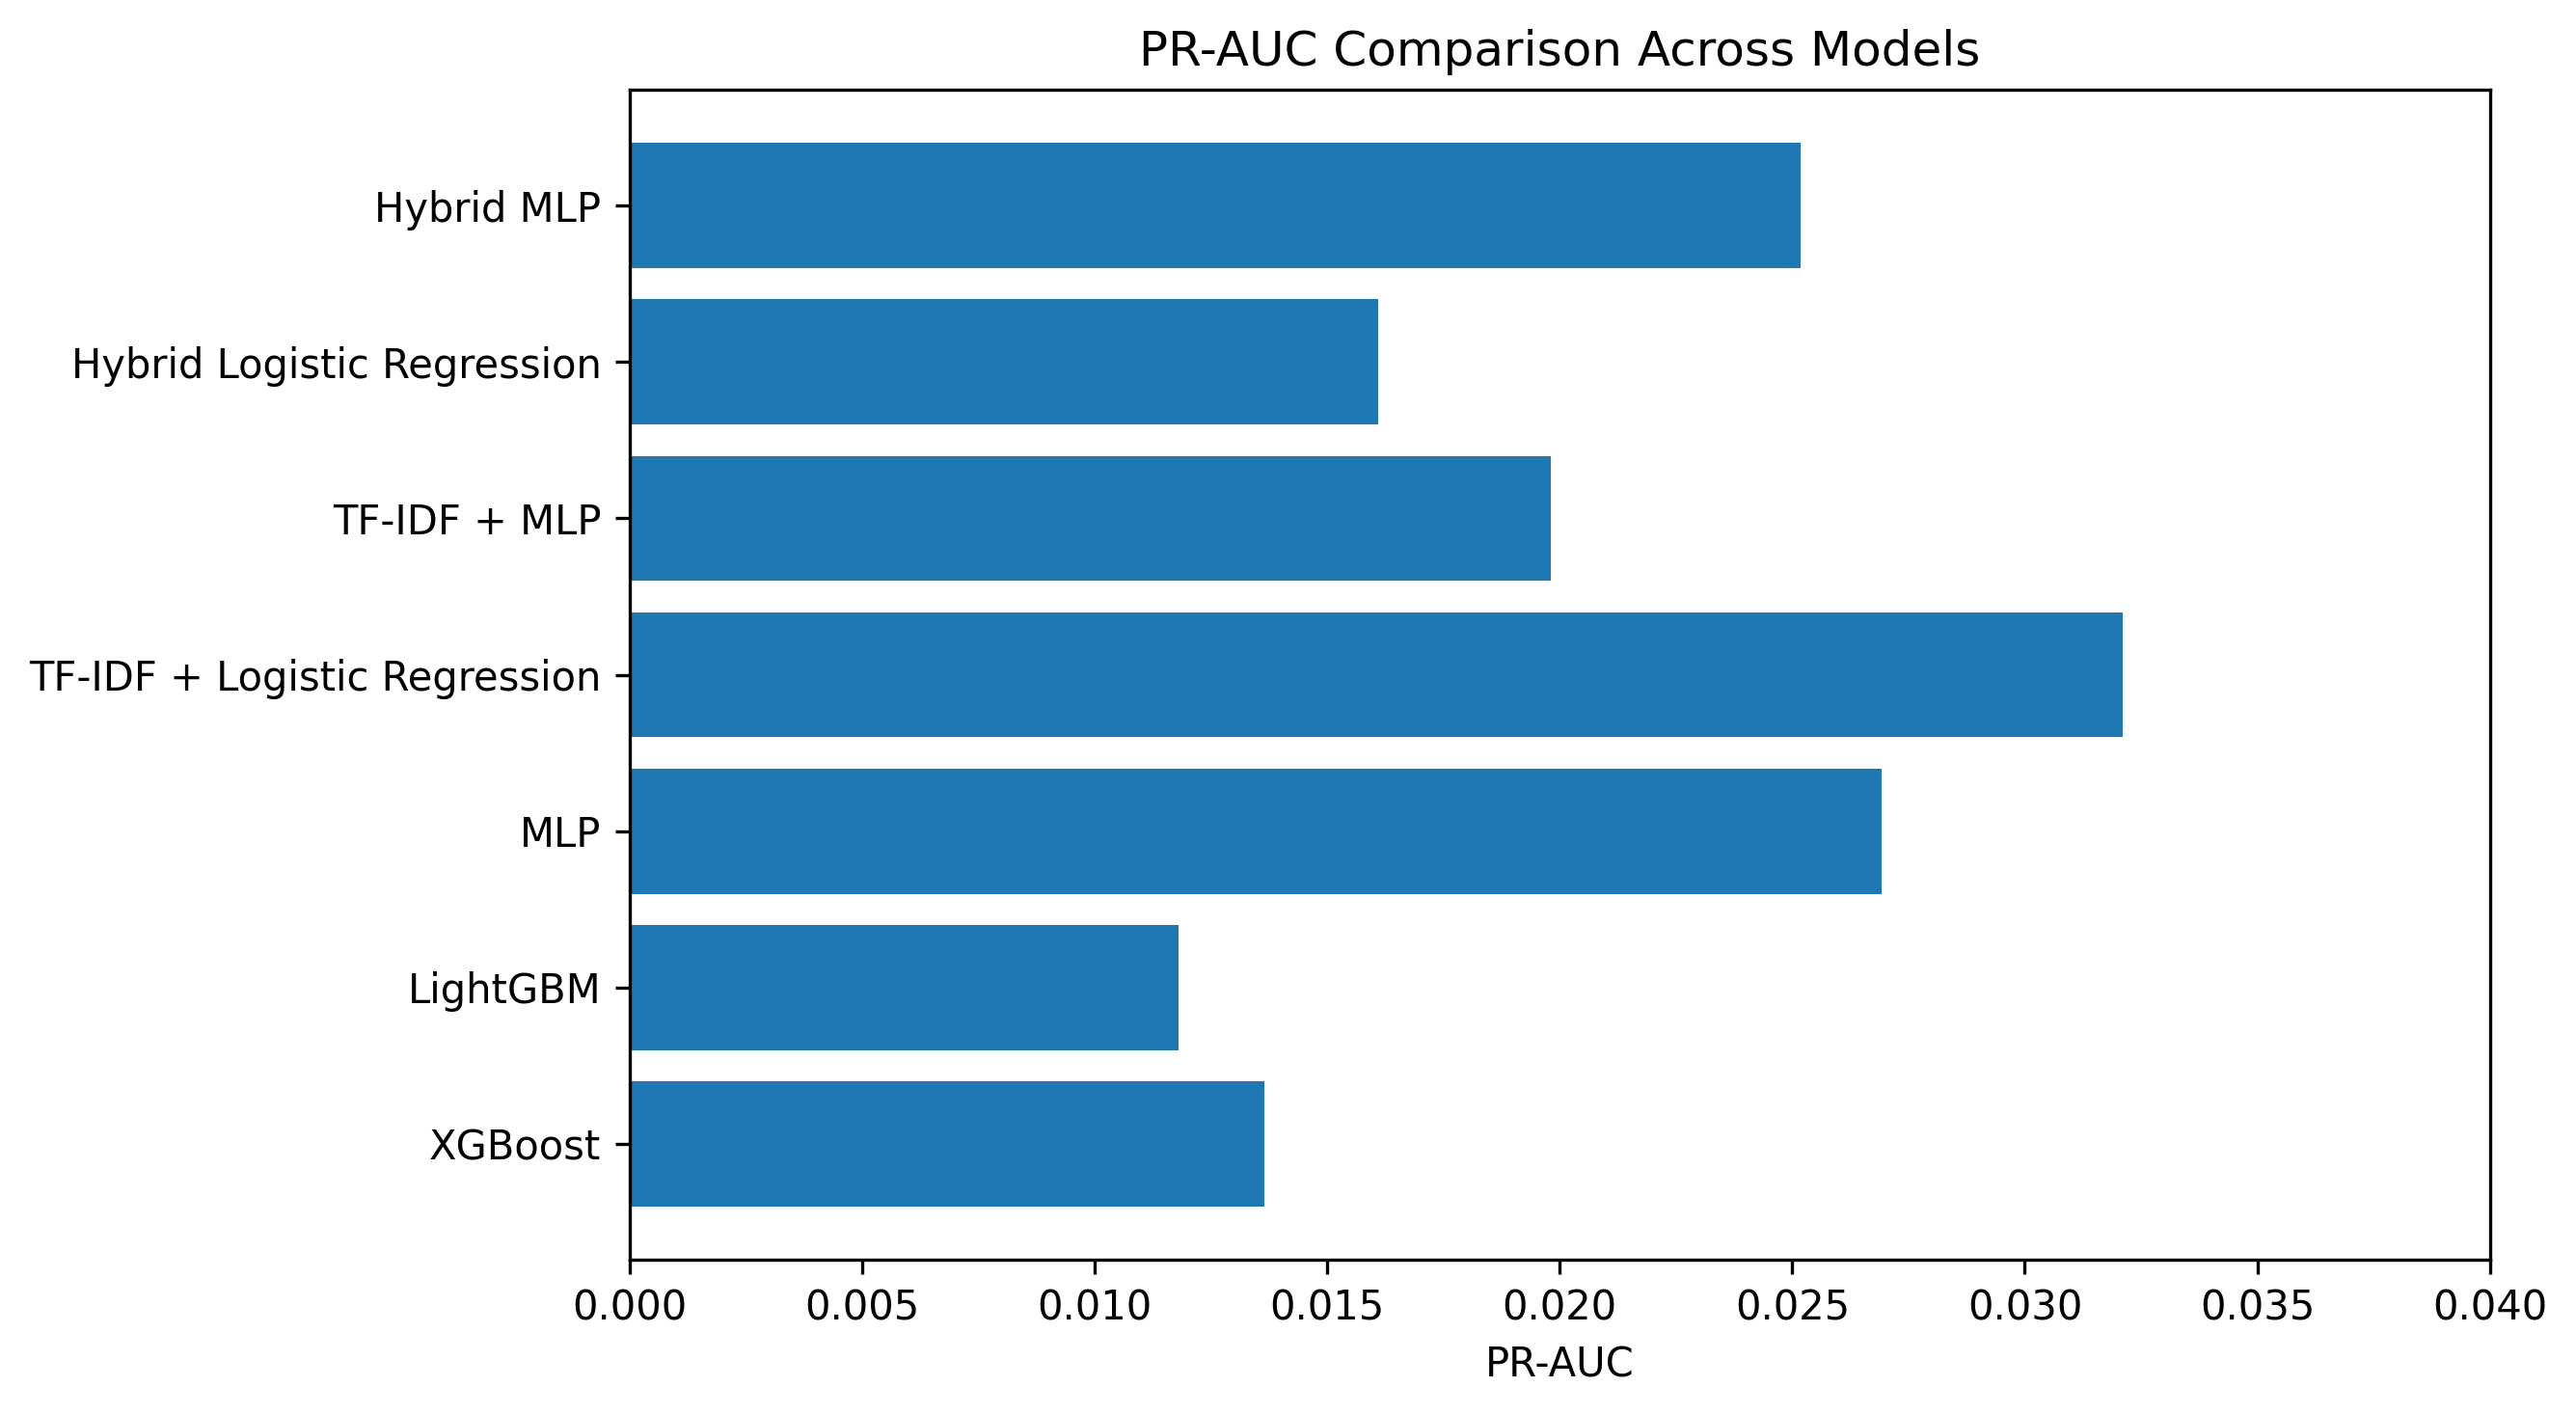 PR-AUC Comparison Across Models
Hybrid MLP
Hybrid Logistic Regression
TF-IDF + MLP
TF-IDF + Logistic Regression
MLP
LightGBM
XGBoost
0.000 0.005 0.010 0.015 0.020 0.025 0.030 0.035 0.040
PR-AUC